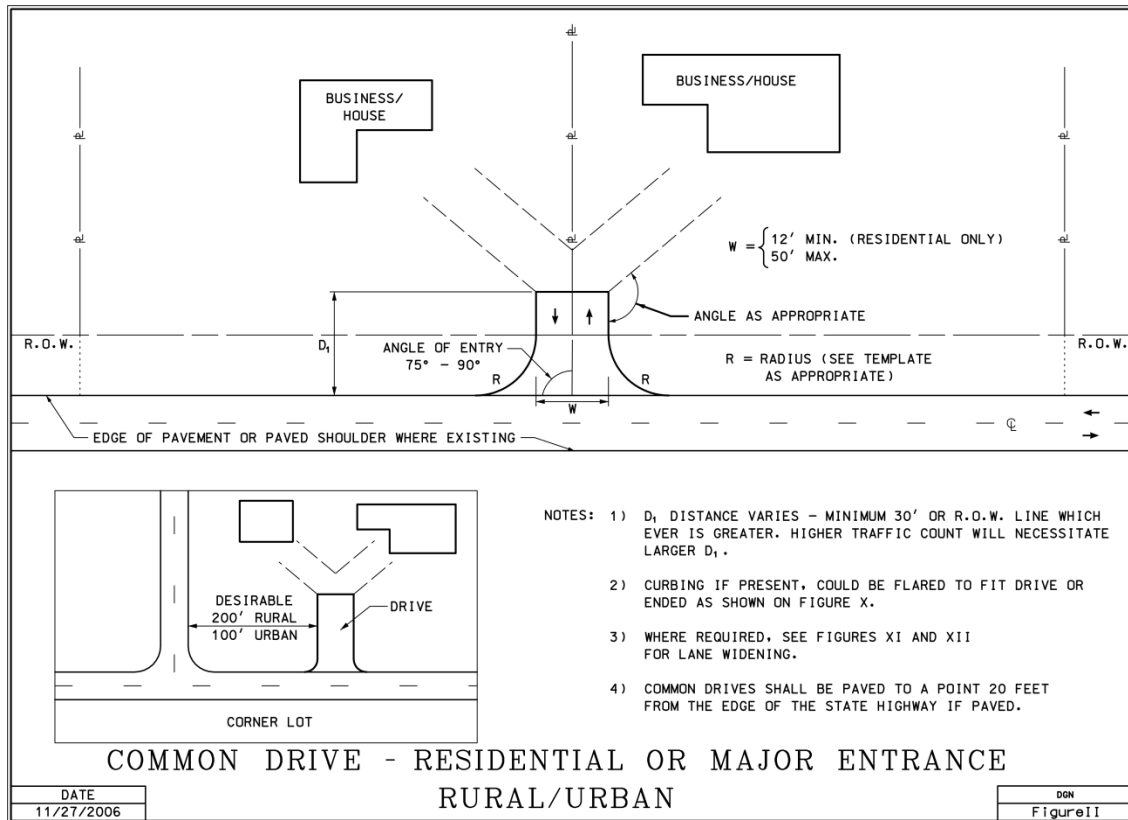 BUSINESS/
HOUSE
BUSINESS/HOUSE
W = { 12' MIN. (RESIDENTIAL ONLY)
50' MAX.
ANGLE AS APPROPRIATE
R.O.W.
D₁
ANGLE OF ENTRY
75° - 90°
R
R
R = RADIUS (SEE TEMPLATE
AS APPROPRIATE)
R.O.W.
W
EDGE OF PAVEMENT OR PAVED SHOULDER WHERE EXISTING
℄
DESIRABLE
200' RURAL
100' URBAN
DRIVE
CORNER LOT
NOTES: 1) D₁ DISTANCE VARIES - MINIMUM 30' OR R.O.W. LINE WHICH
EVER IS GREATER. HIGHER TRAFFIC COUNT WILL NECESSITATE
LARGER D₁.
2) CURBING IF PRESENT, COULD BE FLARED TO FIT DRIVE OR
ENDED AS SHOWN ON FIGURE X.
3) WHERE REQUIRED, SEE FIGURES XI AND XII
FOR LANE WIDENING.
4) COMMON DRIVES SHALL BE PAVED TO A POINT 20 FEET
FROM THE EDGE OF THE STATE HIGHWAY IF PAVED.
COMMON DRIVE - RESIDENTIAL OR MAJOR ENTRANCE
RURAL/URBAN
DATE
11/27/2006
DGN
FigureII